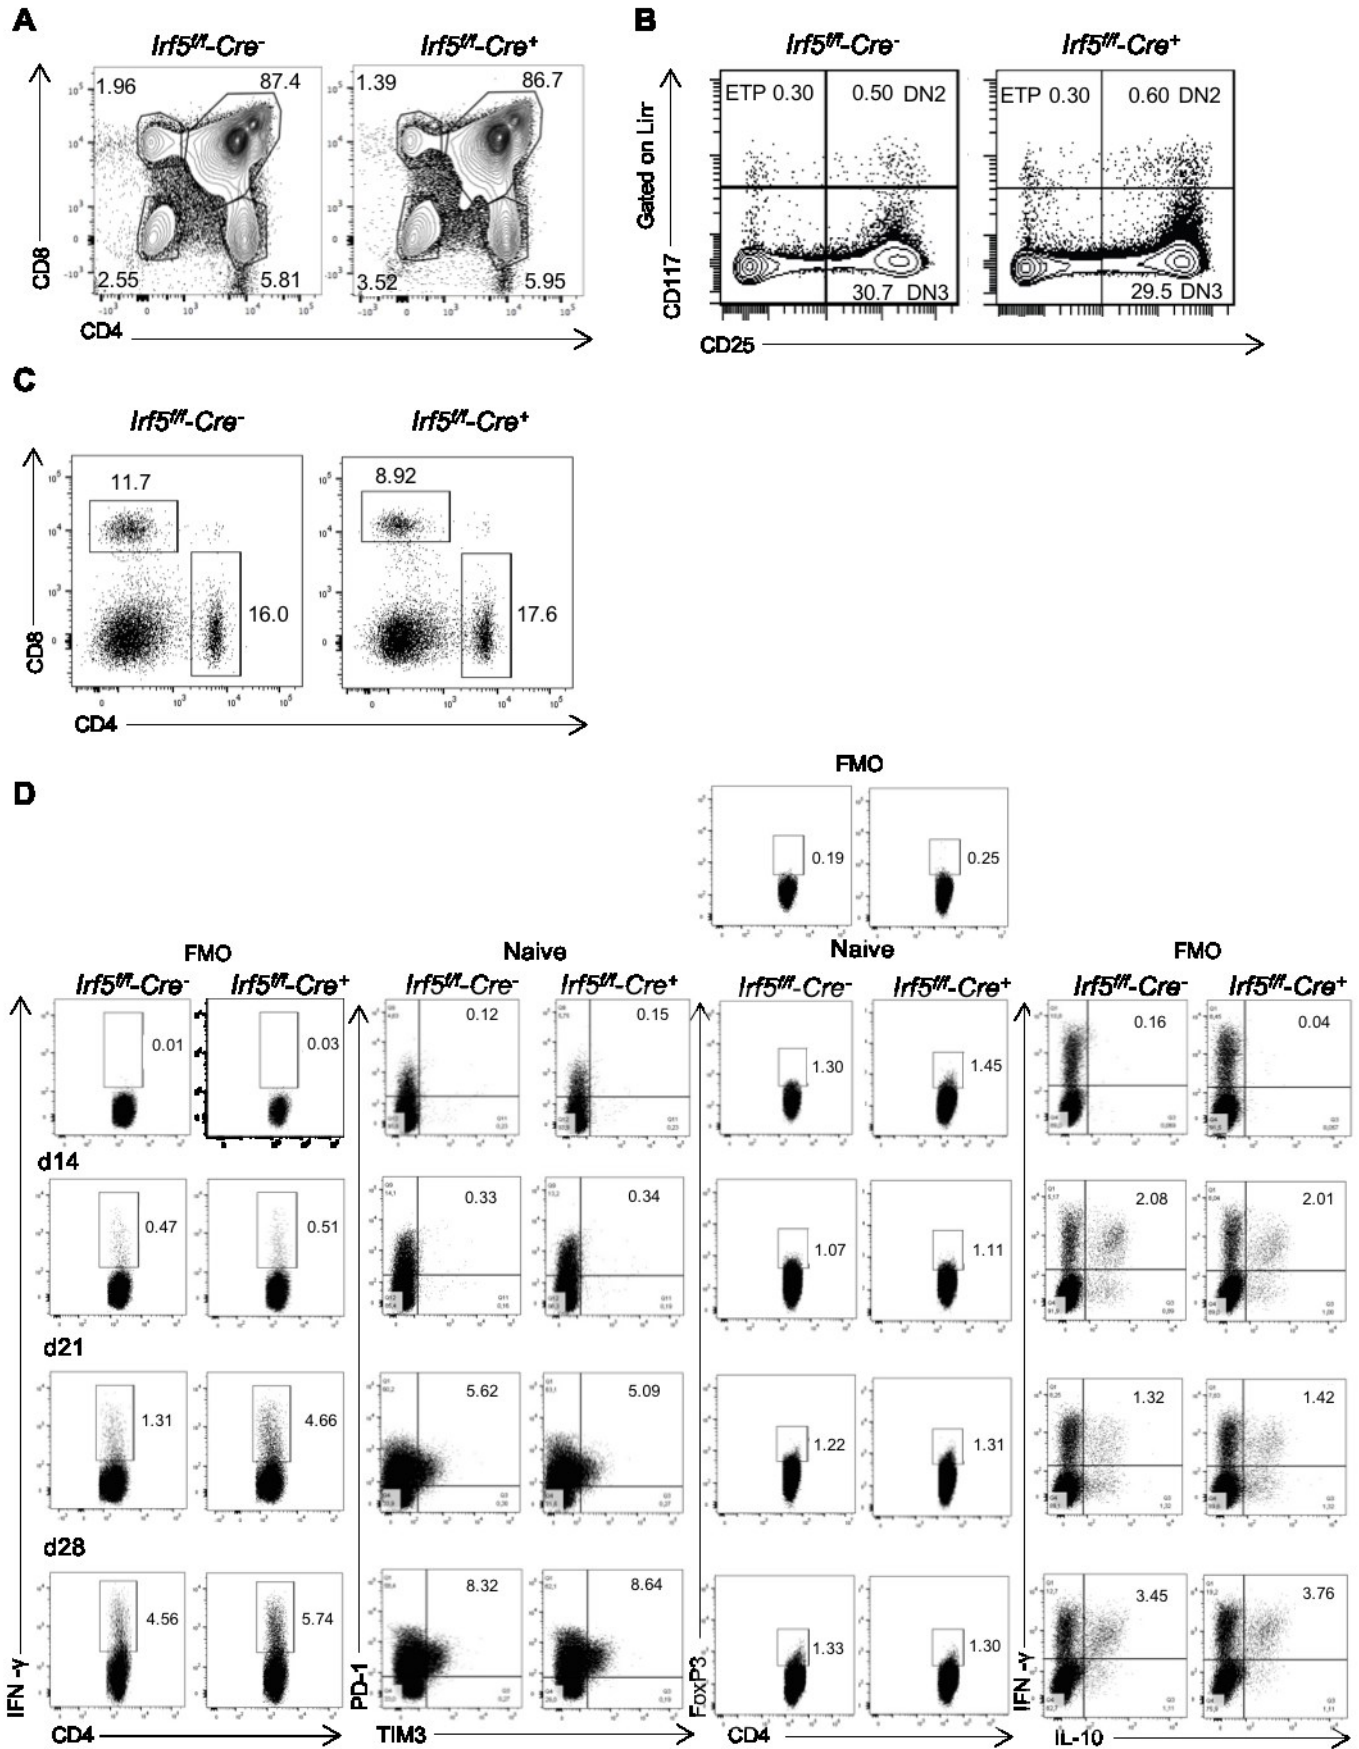 A
Irf5f/f-Cre-
Irf5f/f-Cre+
1.96
87.4
1.39
86.7
2.55
5.81
3.52
5.95
CD8
CD4
B
Irf5f/f-Cre-
Irf5f/f-Cre+
Gated on Lin-
ETP 0.30
0.50 DN2
ETP 0.30
0.60 DN2
30.7 DN3
29.5 DN3
CD117
CD25
C
Irf5f/f-Cre-
Irf5f/f-Cre+
11.7
8.92
16.0
17.6
CD8
CD4
D
FMO
0.19
0.25
FMO
Naive
Naive
FMO
Irf5f/f-Cre-
Irf5f/f-Cre+
Irf5f/f-Cre-
Irf5f/f-Cre+
Irf5f/f-Cre-
Irf5f/f-Cre+
Irf5f/f-Cre-
Irf5f/f-Cre+
0.01
0.03
0.12
0.15
1.30
1.45
0.16
0.04
d14
0.47
0.51
0.33
0.34
1.07
1.11
2.08
2.01
d21
1.31
4.66
5.62
5.09
1.22
1.31
1.32
1.42
d28
4.56
5.74
8.32
8.64
1.33
1.30
3.45
3.76
IFN -γ
CD4
PD-1
TIM3
FoxP3
CD4
IFN -γ
IL-10